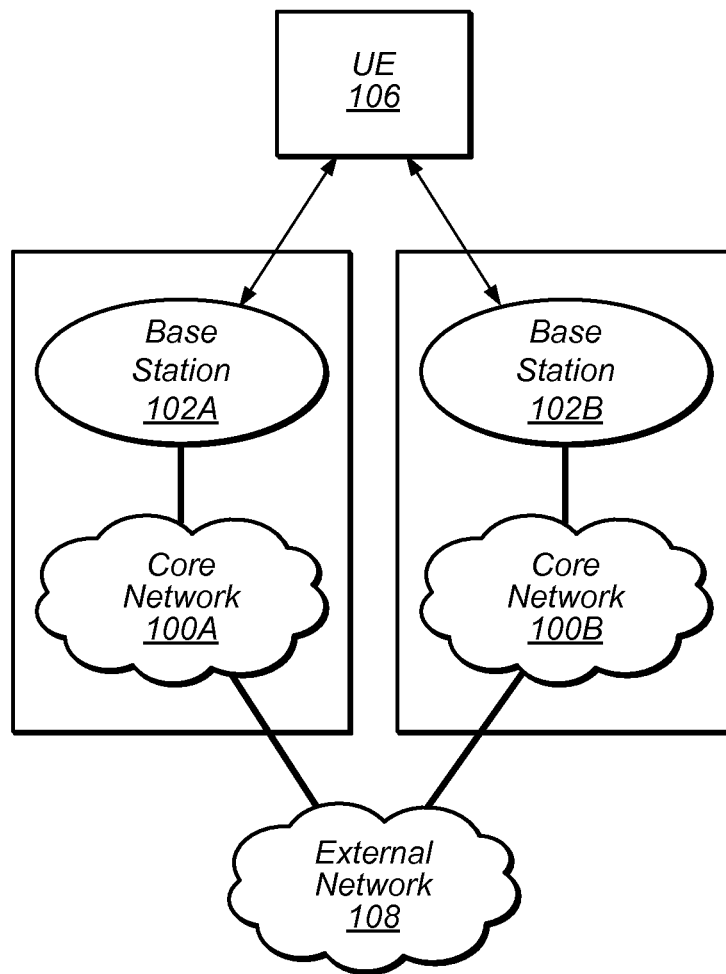 UE
106
Base
Station
102A
Base
Station
102B
Core
Network
100A
Core
Network
100B
External
Network
108